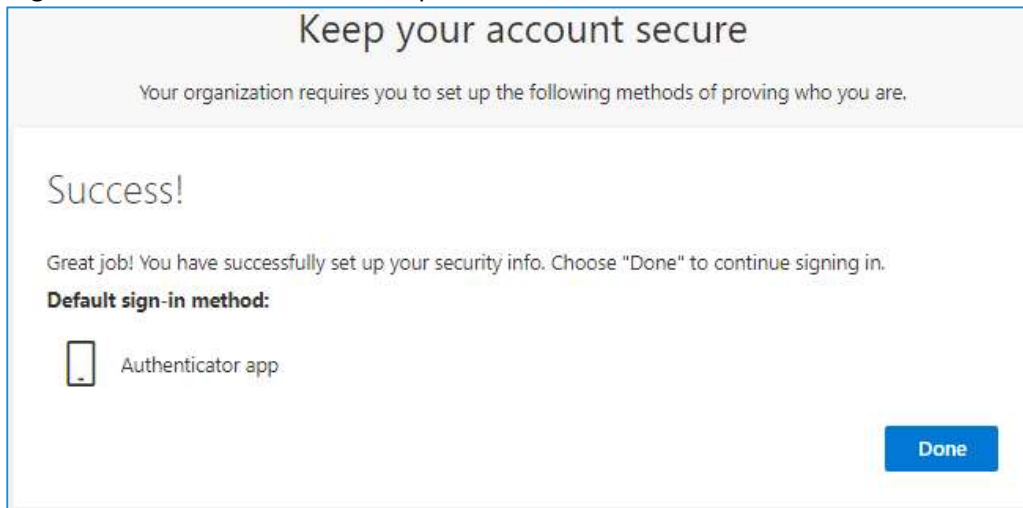 Keep your account secure
Your organization requires you to set up the following methods of proving who you are.
Success!
Great job! You have successfully set up your security info. Choose "Done" to continue signing in.
Default sign-in method:
Authenticator app
Done